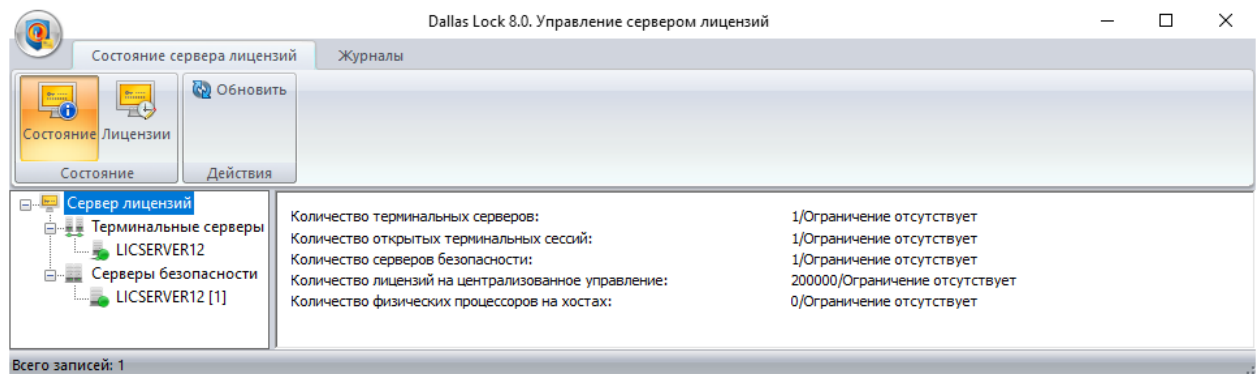 Dallas Lock 8.0. Управление сервером лицензий
Состояние сервера лицензий Журналы
Обновить
Состояние Лицензии
Состояние Действия
Сервер лицензий
Терминальные серверы
LICSERVER12
Серверы безопасности
LICSERVER12 [1]
Количество терминальных серверов: 1/Ограничение отсутствует
Количество открытых терминальных сессий: 1/Ограничение отсутствует
Количество серверов безопасности: 1/Ограничение отсутствует
Количество лицензий на централизованное управление: 200000/Ограничение отсутствует
Количество физических процессоров на хостах: 0/Ограничение отсутствует
Всего записей: 1